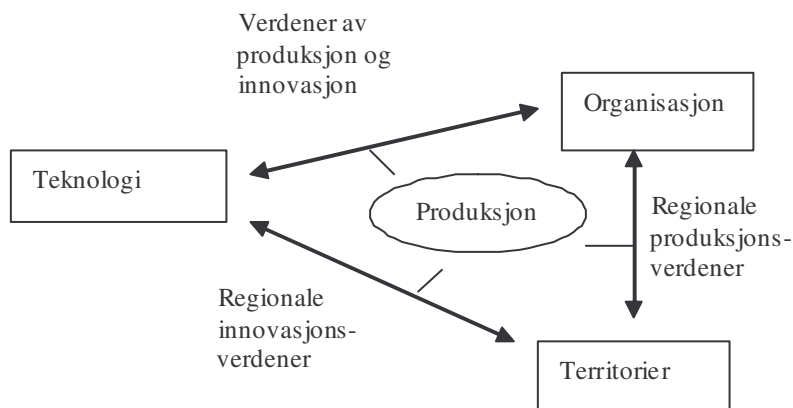 Verdener av
produksjon og
innovasjon
Organisasjon
Teknologi
Produksjon
Regionale
produksjons-
verdener
Regionale
innovasjons-
verdener
Territorier